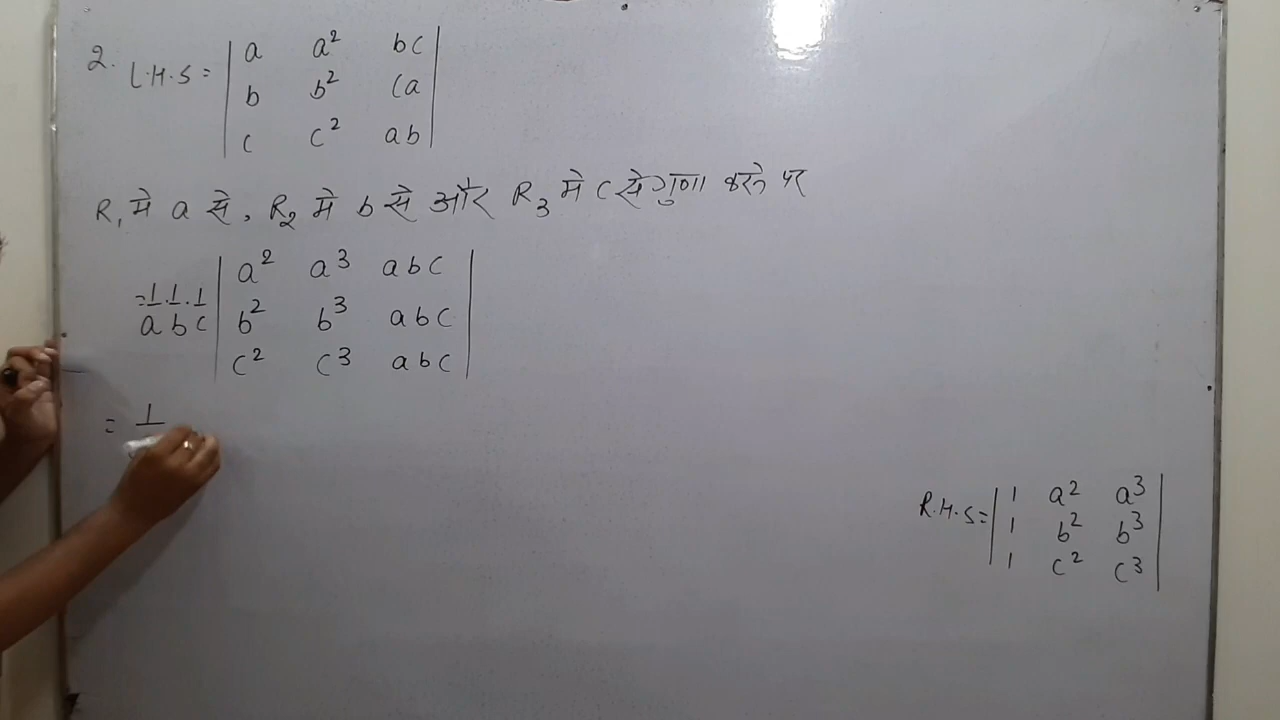 2. L.H.S = | a a² bc |
| b b² ca |
| c c² ab |
R₁ मे a से, R₂ मे b से और R₃ मे c से गुणा करने पर
= 1/a . 1/b . 1/c | a² a³ abc |
| b² b³ abc |
| c² c³ abc |
= 1
R.H.S = | 1 a² a³ |
| 1 b² b³ |
| 1 c² c³ |